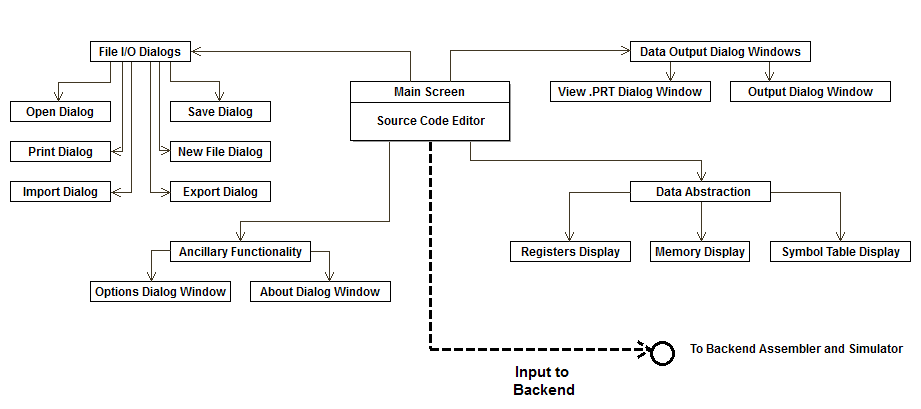 File I/O Dialogs
Data Output Dialog Windows
Main Screen
Source Code Editor
View .PRT Dialog Window
Output Dialog Window
Open Dialog
Save Dialog
Print Dialog
New File Dialog
Import Dialog
Export Dialog
Data Abstraction
Ancillary Functionality
Registers Display
Memory Display
Symbol Table Display
Options Dialog Window
About Dialog Window
To Backend Assembler and Simulator
Input to
Backend